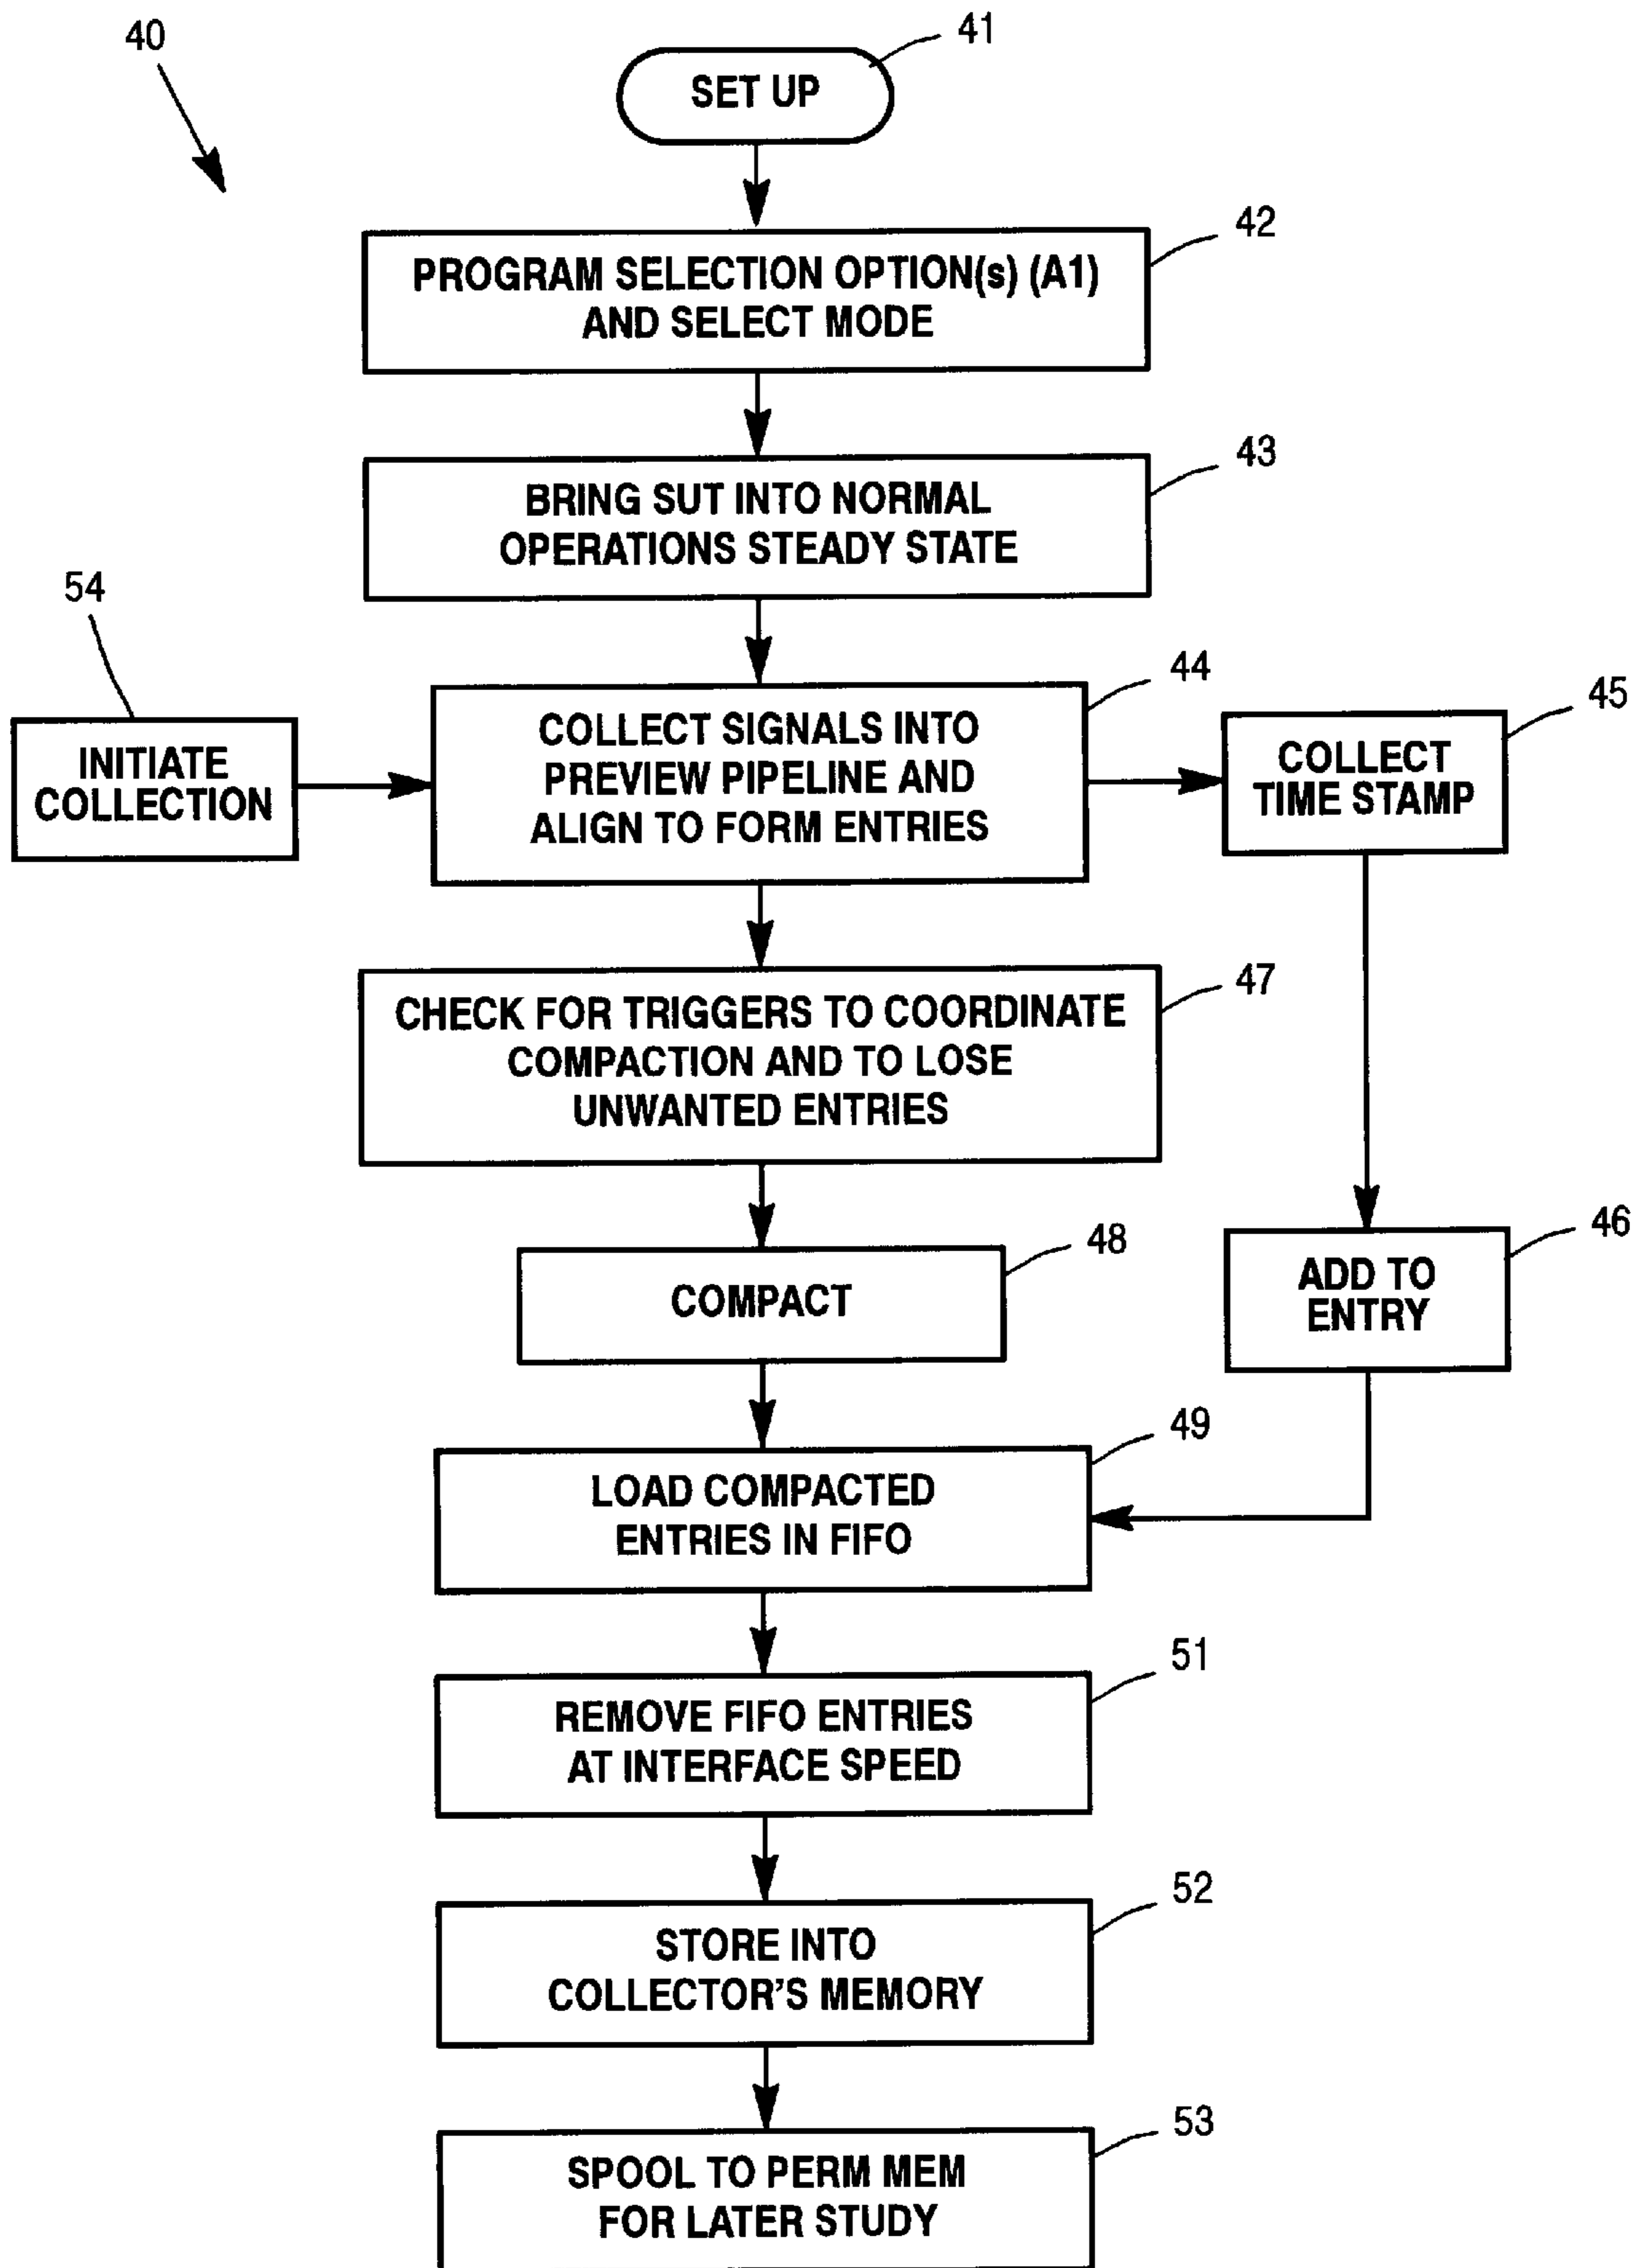 40
41
SET UP
42
PROGRAM SELECTION OPTION(s) (A1)
AND SELECT MODE
43
BRING SUT INTO NORMAL
OPERATIONS STEADY STATE
54
INITIATE
COLLECTION
44
COLLECT SIGNALS INTO
PREVIEW PIPELINE AND
ALIGN TO FORM ENTRIES
45
COLLECT
TIME STAMP
47
CHECK FOR TRIGGERS TO COORDINATE
COMPACTION AND TO LOSE
UNWANTED ENTRIES
48
COMPACT
46
ADD TO
ENTRY
49
LOAD COMPACTED
ENTRIES IN FIFO
51
REMOVE FIFO ENTRIES
AT INTERFACE SPEED
52
STORE INTO
COLLECTOR'S MEMORY
53
SPOOL TO PERM MEM
FOR LATER STUDY